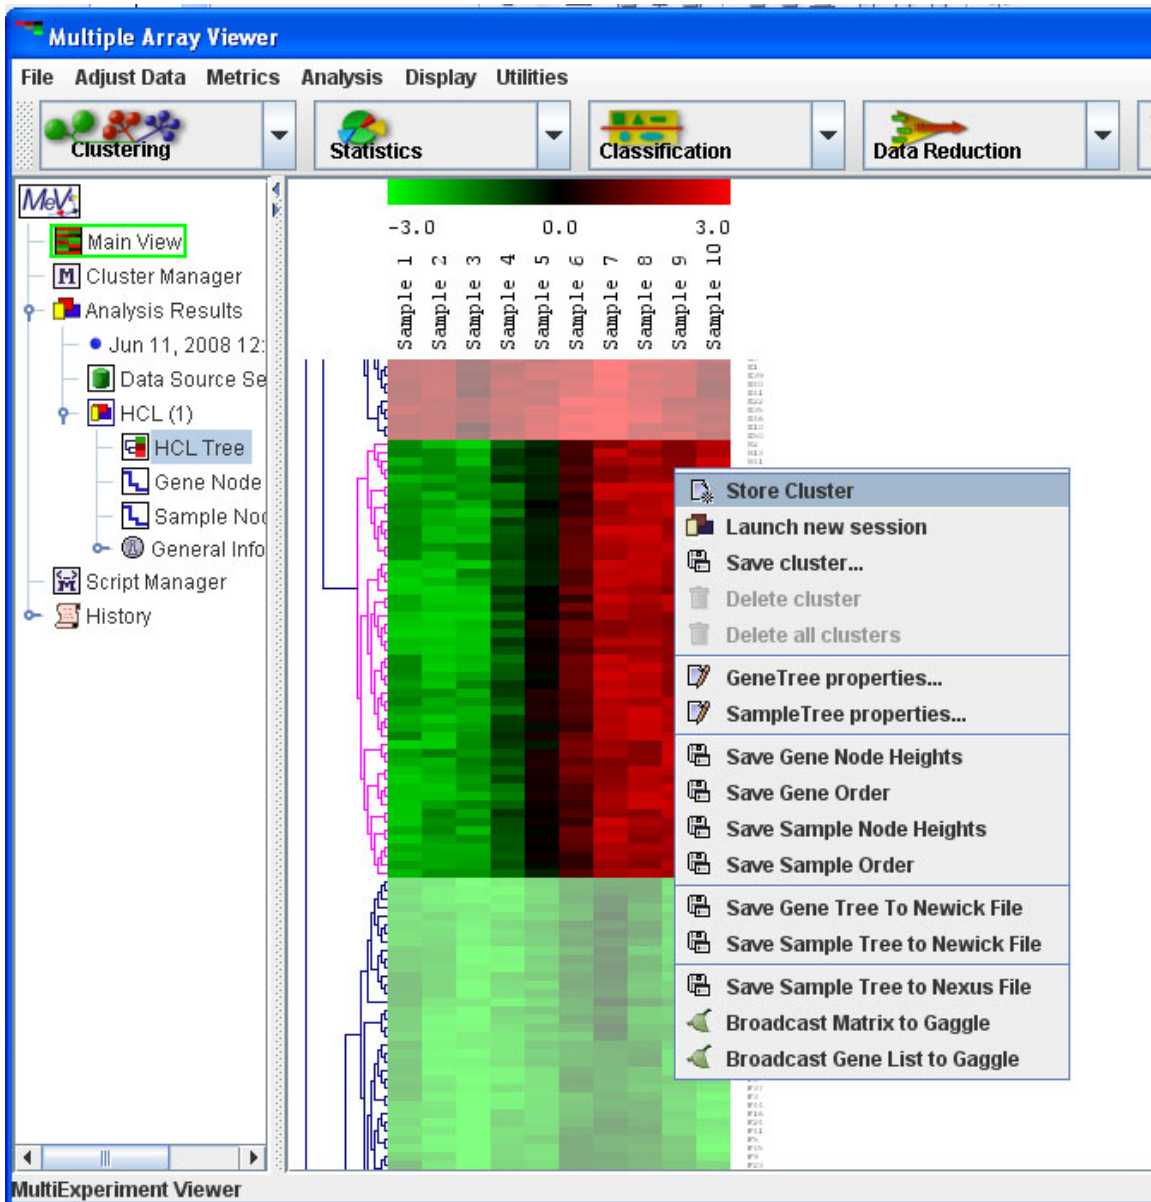 Multiple Array Viewer
File Adjust Data Metrics Analysis Display Utilities
Clustering Statistics Classification Data Reduction
MeV
Main View
Cluster Manager
Analysis Results
Jun 11, 2008 12:
Data Source Se
HCL (1)
HCL Tree
Gene Node
Sample Noc
General Info
Script Manager
History
-3.0 0.0 3.0
Sample 1
Sample 2
Sample 3
Sample 4
Sample 5
Sample 6
Sample 7
Sample 8
Sample 9
Sample 10
Store Cluster
Launch new session
Save cluster...
Delete cluster
Delete all clusters
GeneTree properties...
SampleTree properties...
Save Gene Node Heights
Save Gene Order
Save Sample Node Heights
Save Sample Order
Save Gene Tree To Newick File
Save Sample Tree to Newick File
Save Sample Tree to Nexus File
Broadcast Matrix to Gaggle
Broadcast Gene List to Gaggle
MultiExperiment Viewer